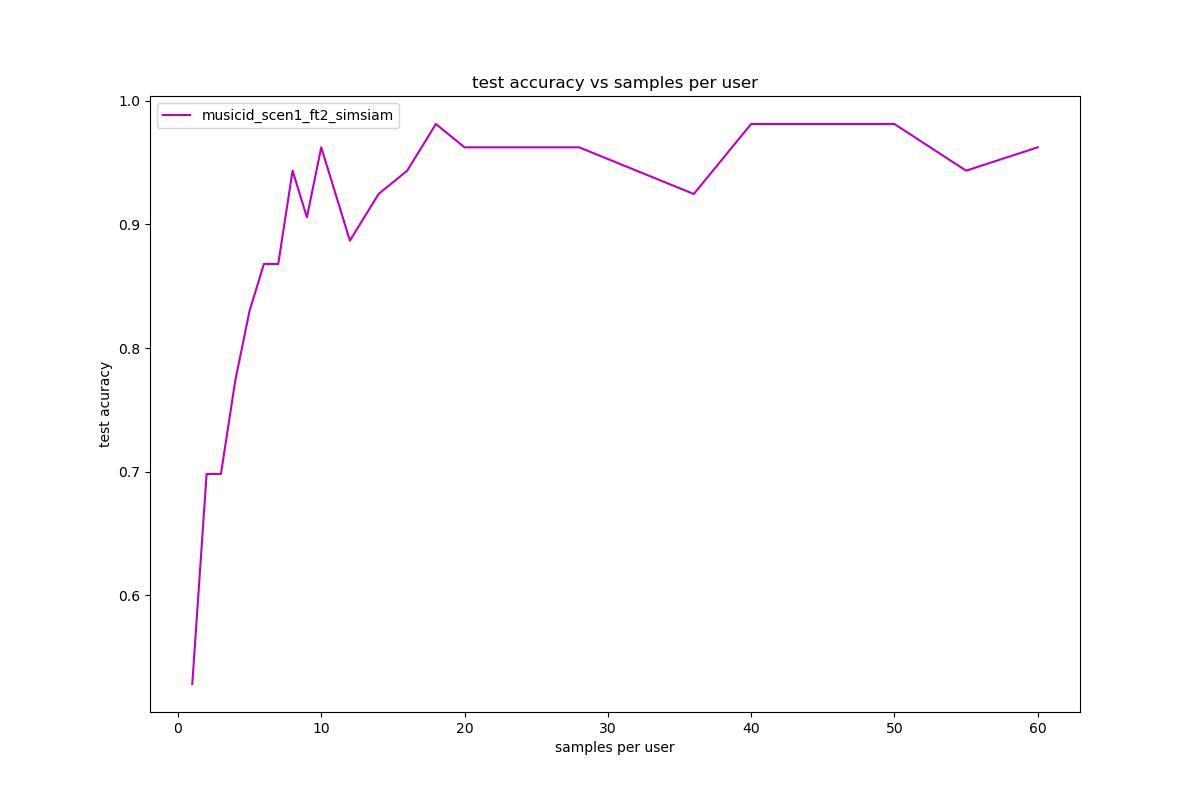 test accuracy vs samples per user
musicid_scen1_ft2_simsiam
1.0
0.9
0.8
0.7
0.6
test acuracy
0 10 20 30 40 50 60
samples per user